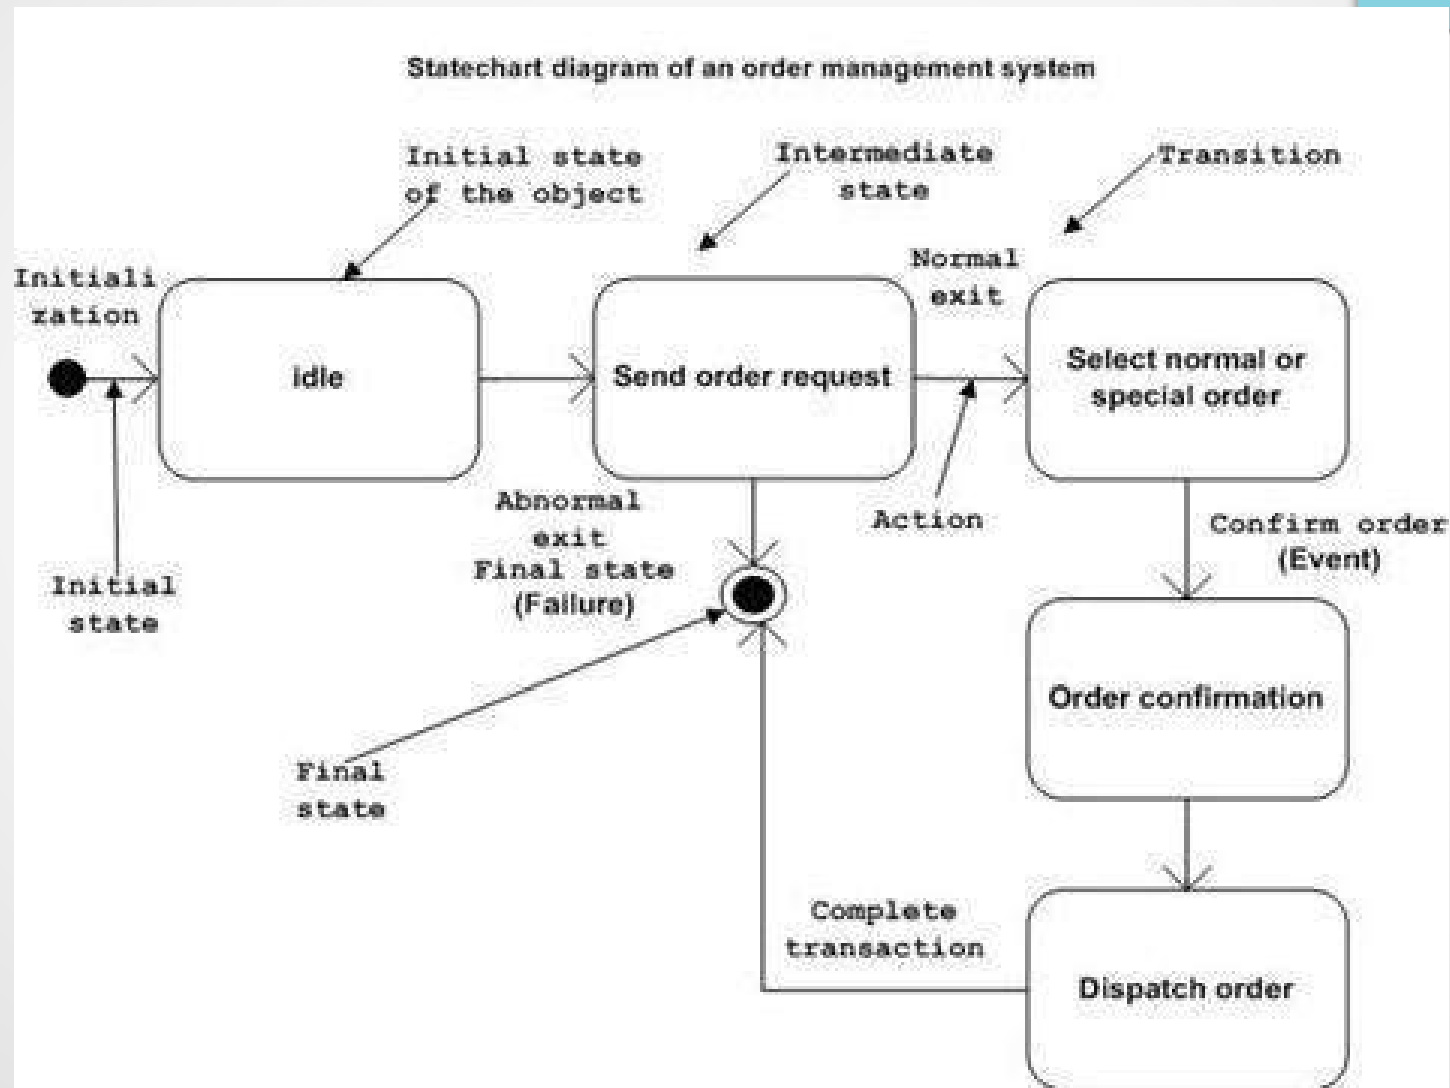 Statechart diagram of an order management system
Initial state
of the object
Intermediate
state
Transition
Initiali
zation
Normal
exit
idle
Send order request
Select normal or
special order
Abnormal
exit
Final state
(Failure)
Action
Confirm order
(Event)
Initial
state
Order confirmation
Final
state
Complete
transaction
Dispatch order